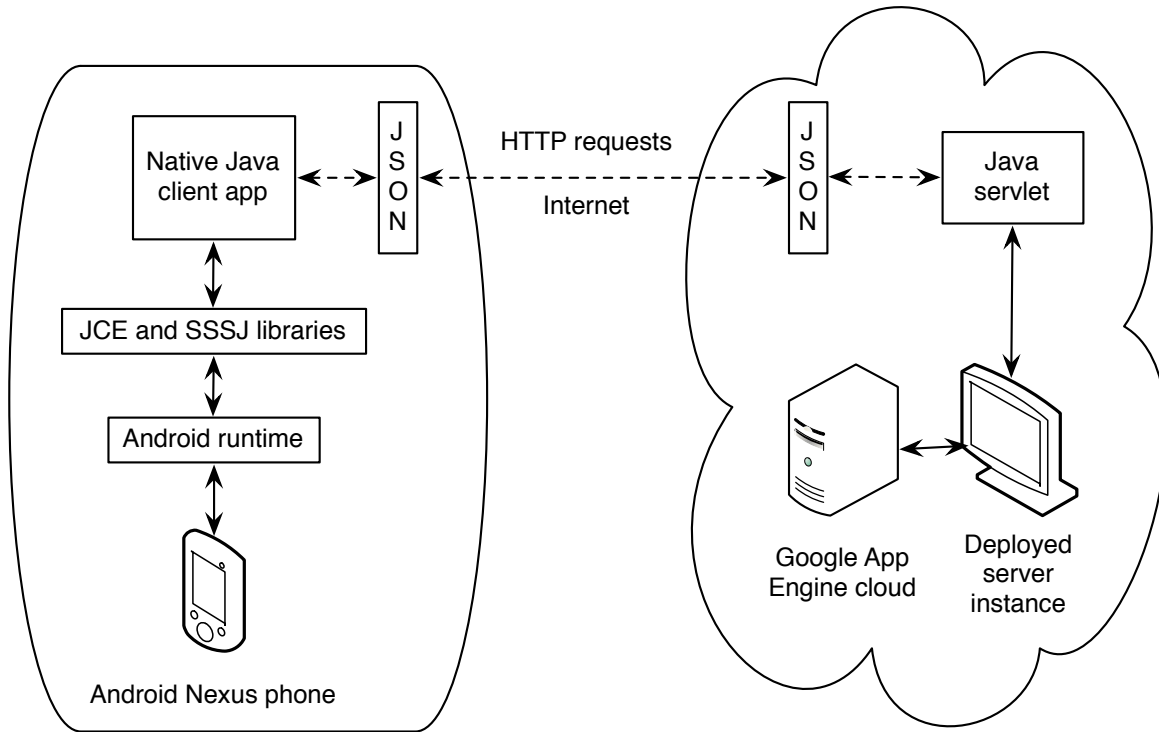 Native Java
client app
J
S
O
N
HTTP requests
Internet
J
S
O
N
Java
servlet
JCE and SSSJ libraries
Android runtime
Android Nexus phone
Google App
Engine cloud
Deployed
server
instance